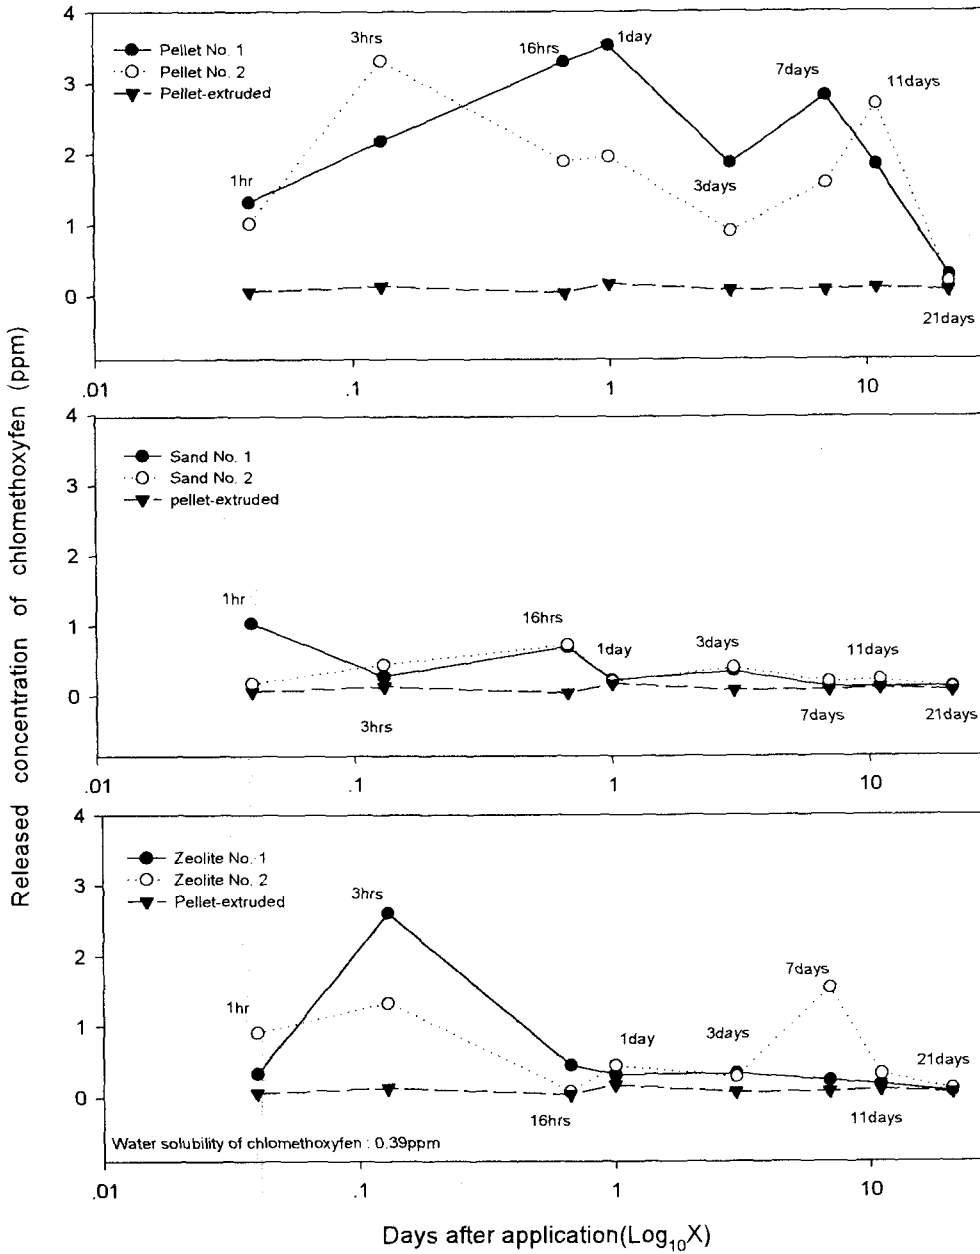 Released concentration of chlomethoxyfen (ppm)
4
3
2
1
0
Pellet No. 1
Pellet No. 2
Pellet-extruded
1hr
3hrs
16hrs
1day
3days
7days
11days
21days
.01
.1
1
10
4
3
2
1
0
Sand No. 1
Sand No. 2
pellet-extruded
1hr
3hrs
16hrs
1day
3days
7days
11days
21days
.01
.1
1
10
4
3
2
1
0
Zeolite No. 1
Zeolite No. 2
Pellet-extruded
1hr
3hrs
16hrs
1day
3days
7days
11days
21days
Water solubility of chlomethoxyfen : 0.39ppm
.01
.1
1
10
Days after application(Log10X)